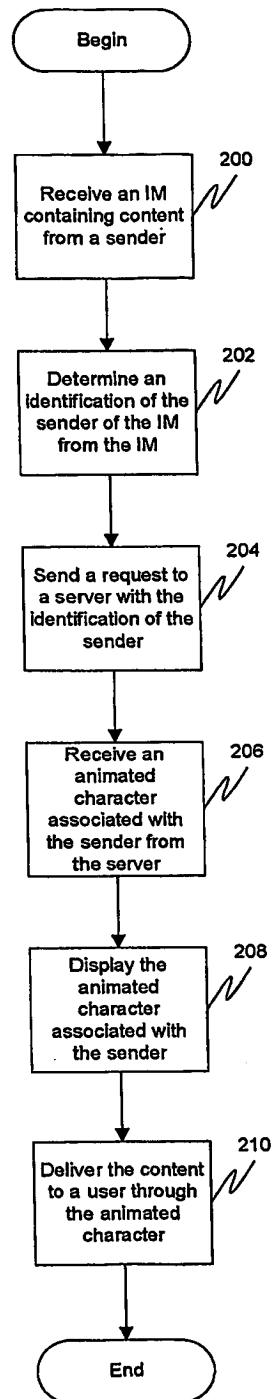 Begin
200
Receive an IM
containing content
from a sender
202
Determine an
identification of the
sender of the IM
from the IM
204
Send a request to
a server with the
identification of the
sender
206
Receive an
animated
character
associated with
the sender from
the server
208
Display the
animated
character
associated with
the sender
210
Deliver the content
to a user through
the animated
character
End